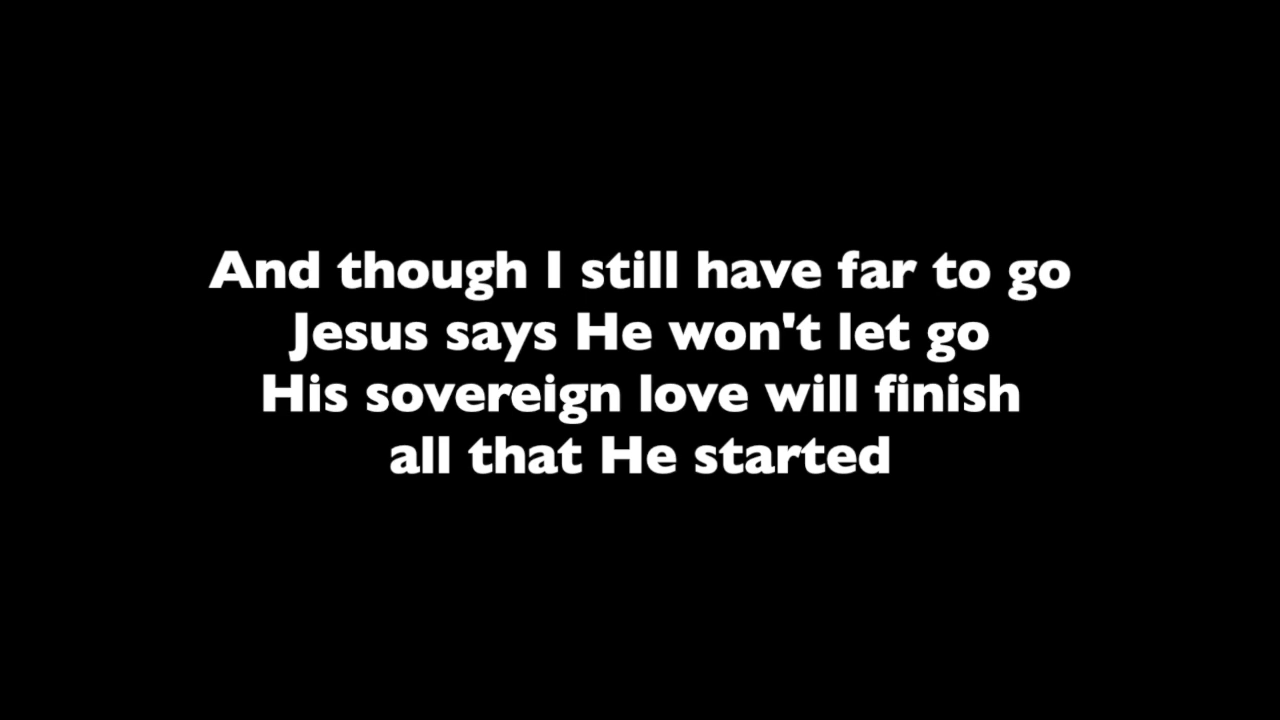 And though I still have far to go
Jesus says He won't let go
His sovereign love will finish
all that He started